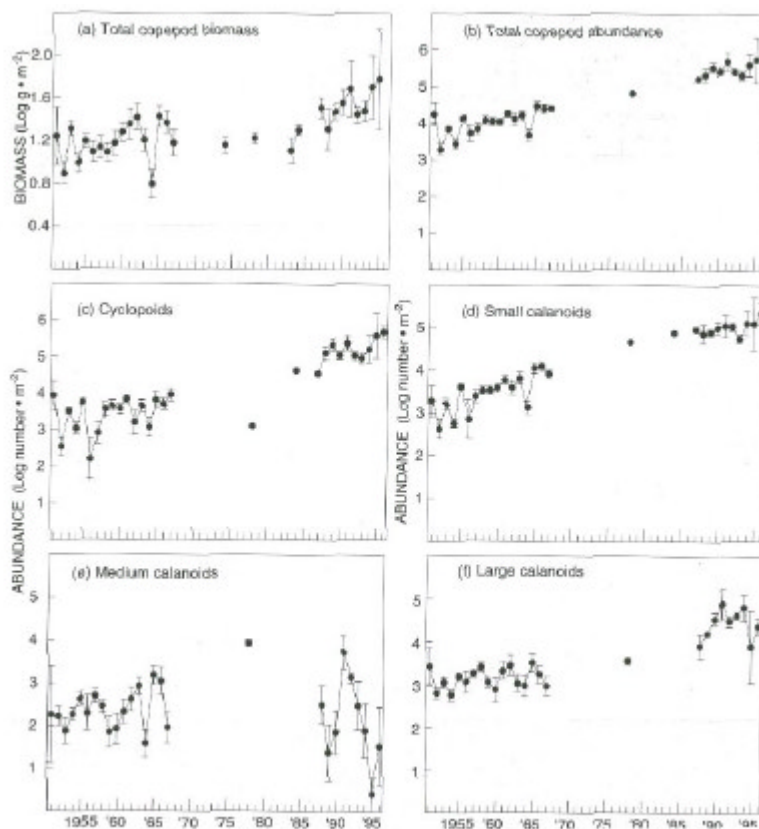 (a) Total copepod biomass
(b) Total copepod abundance
2.0
1.6
1.2
0.8
0.4
BIOMASS (Log g • m⁻²)
6
5
4
3
2
1
(c) Cyclopoids
(d) Small calanoids
6
5
4
3
2
1
ABUNDANCE (Log number • m⁻²)
5
4
3
2
1
ABUNDANCE (Log number • m⁻²)
(e) Medium calanoids
(f) Large calanoids
5
4
3
2
1
5
4
3
2
1
1955 '60 '65 '70 '75 '80 '85 '90 '95
1955 '60 '65 '70 '75 '80 '85 '90 '95